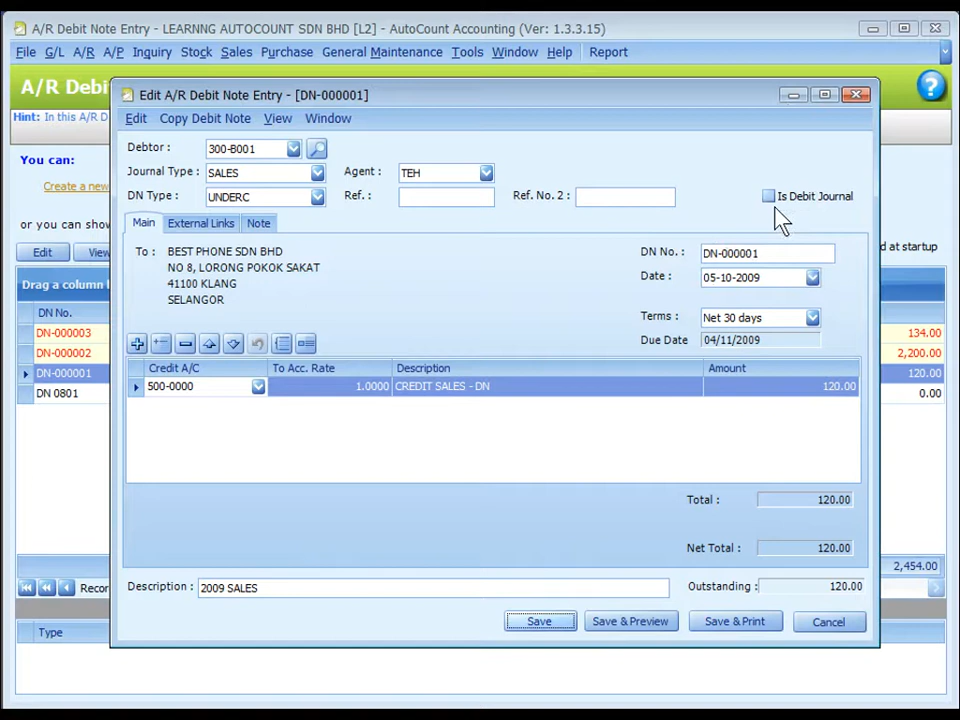 A/R Debit Note Entry - LEARNNG AUTOCOUNT SDN BHD [L2] - AutoCount Accounting (Ver: 1.3.3.15)
File G/L A/R A/P Inquiry Stock Sales Purchase General Maintenance Tools Window Help Report
A/R Debi
Hint: In this A/R D
You can:
Create a new
or you can show
d at startup
Edit View
Drag a column
DN No.
DN-000003 134.00
DN-000002 2,200.00
DN-000001 120.00
DN 0801 0.00
2,454.00
Recor
Type
Edit A/R Debit Note Entry - [DN-000001]
Edit Copy Debit Note View Window
Debtor : 300-B001
Journal Type : SALES Agent : TEH
DN Type : UNDERC Ref. : Ref. No. 2 : Is Debit Journal
Main External Links Note
To : BEST PHONE SDN BHD
NO 8, LORONG POKOK SAKAT
41100 KLANG
SELANGOR
DN No. : DN-000001
Date : 05-10-2009
Terms : Net 30 days
Due Date 04/11/2009
Credit A/C To Acc. Rate Description Amount
500-0000 1.0000 CREDIT SALES - DN 120.00
Total : 120.00
Net Total : 120.00
Description : 2009 SALES Outstanding : 120.00
Save Save & Preview Save & Print Cancel